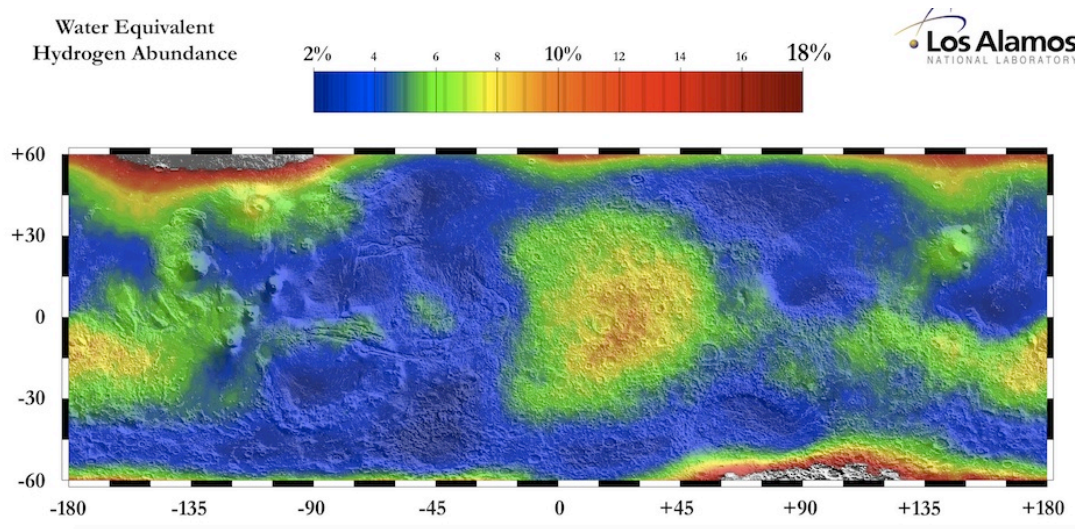 Water Equivalent
Hydrogen Abundance
2% 4 6 8 10% 12 14 16 18%
Los Alamos
NATIONAL LABORATORY
+60
+30
0
-30
-60
-180 -135 -90 -45 0 +45 +90 +135 +180